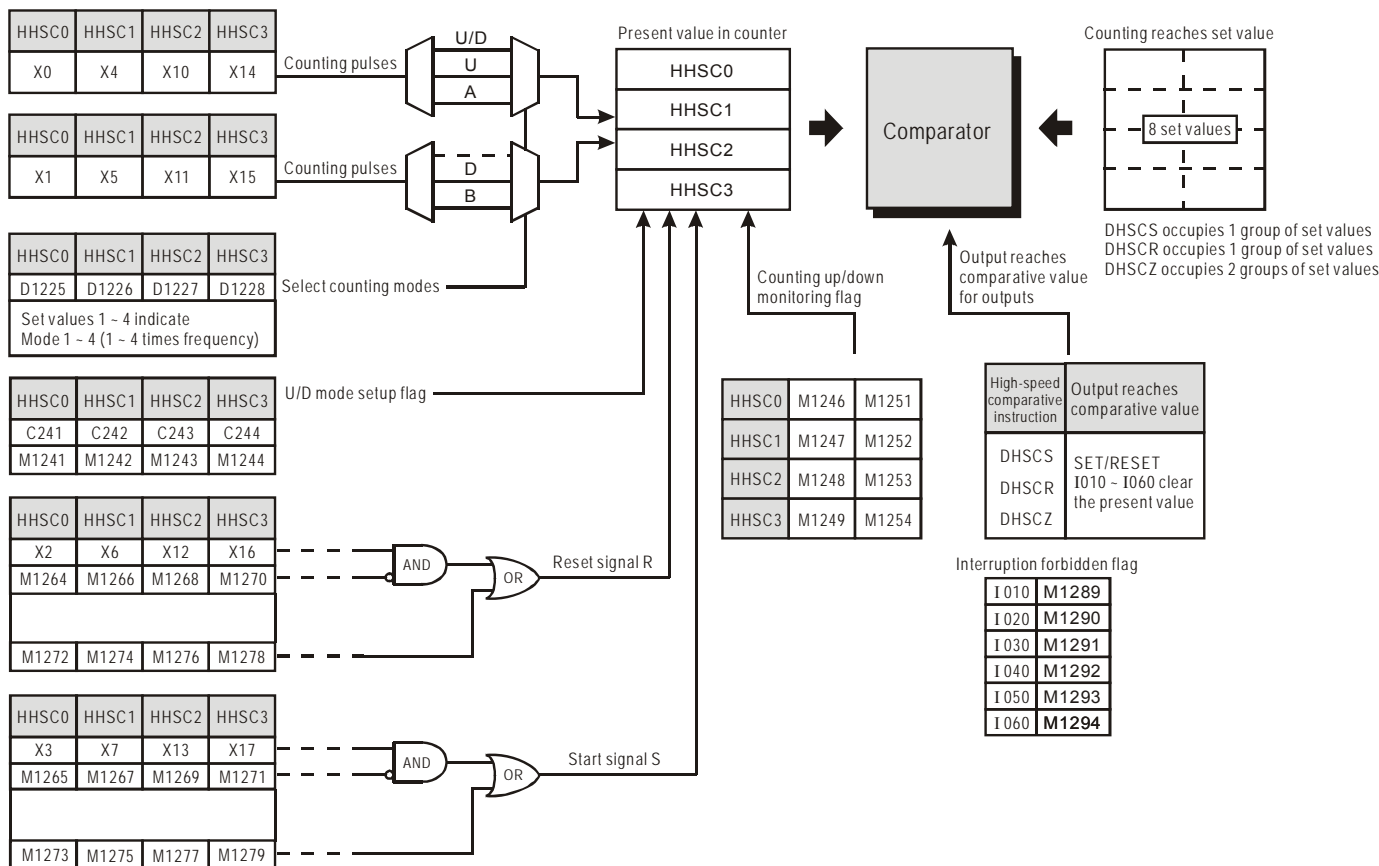 HHSC0 HHSC1 HHSC2 HHSC3
X0 X4 X10 X14
Counting pulses
U/D
U
A
HHSC0 HHSC1 HHSC2 HHSC3
X1 X5 X11 X15
Counting pulses
D
B
HHSC0 HHSC1 HHSC2 HHSC3
D1225 D1226 D1227 D1228
Set values 1 ~ 4 indicate
Mode 1 ~ 4 (1 ~ 4 times frequency)
Select counting modes
HHSC0 HHSC1 HHSC2 HHSC3
C241 C242 C243 C244
M1241 M1242 M1243 M1244
U/D mode setup flag
HHSC0 HHSC1 HHSC2 HHSC3
X2 X6 X12 X16
M1264 M1266 M1268 M1270
M1272 M1274 M1276 M1278
AND
OR
Reset signal R
HHSC0 HHSC1 HHSC2 HHSC3
X3 X7 X13 X17
M1265 M1267 M1269 M1271
M1273 M1275 M1277 M1279
AND
OR
Start signal S
Present value in counter
HHSC0
HHSC1
HHSC2
HHSC3
Comparator
Counting reaches set value
8 set values
DHSCS occupies 1 group of set values
DHSCR occupies 1 group of set values
DHSCZ occupies 2 groups of set values
Counting up/down
monitoring flag
HHSC0 M1246 M1251
HHSC1 M1247 M1252
HHSC2 M1248 M1253
HHSC3 M1249 M1254
Output reaches
comparative value
for outputs
High-speed
comparative
instruction
Output reaches
comparative value
DHSCS
DHSCR
DHSCZ
SET/RESET
I010 ~ I060 clear
the present value
Interruption forbidden flag
I010 M1289
I020 M1290
I030 M1291
I040 M1292
I050 M1293
I060 M1294